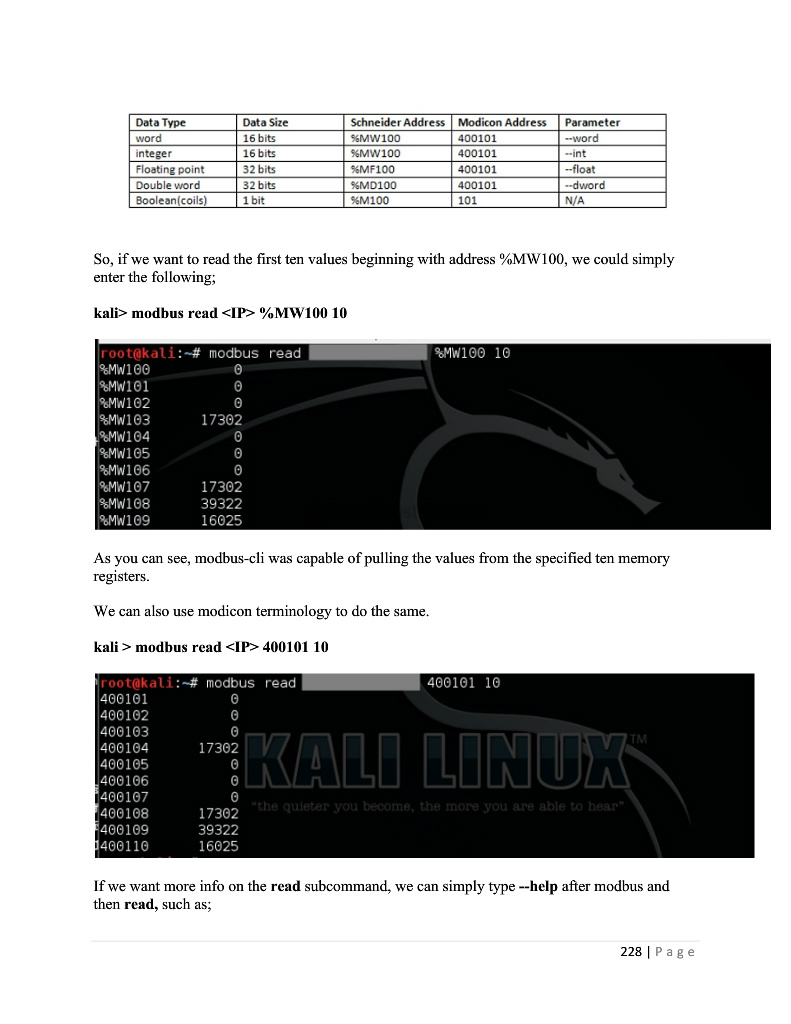 Data Type Data Size Schneider Address Modicon Address Parameter
word 16 bits %MW100 400101 --word
integer 16 bits %MW100 400101 --int
Floating point 32 bits %MF100 400101 --float
Double word 32 bits %MD100 400101 --dword
Boolean(coils) 1 bit %M100 101 N/A
So, if we want to read the first ten values beginning with address %MW100, we could simply
enter the following;
kali> modbus read <IP> %MW100 10
root@kali:~# modbus read %MW100 10
%MW100 0
%MW101 0
%MW102 0
%MW103 17302
%MW104 0
%MW105 0
%MW106 0
%MW107 17302
%MW108 39322
%MW109 16025
As you can see, modbus-cli was capable of pulling the values from the specified ten memory
registers.
We can also use modicon terminology to do the same.
kali > modbus read <IP> 400101 10
root@kali:~# modbus read 400101 10
400101 0
400102 0
400103 0
400104 17302
400105 0
400106 0
400107 0
400108 17302
400109 39322
400110 16025
KALI LINUX™
"the quieter you become, the more you are able to hear"
If we want more info on the read subcommand, we can simply type --help after modbus and
then read, such as;
228 | Page